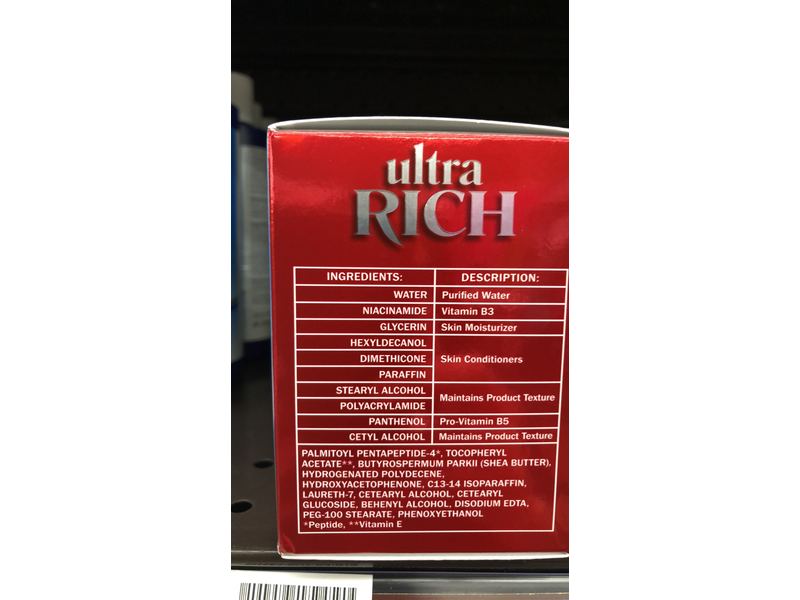 ultra
RICH
INGREDIENTS: DESCRIPTION:
WATER Purified Water
NIACINAMIDE Vitamin B3
GLYCERIN Skin Moisturizer
HEXYLDECANOL
DIMETHICONE Skin Conditioners
PARAFFIN
STEARYL ALCOHOL
Maintains Product Texture
POLYACRYLAMIDE
PANTHENOL Pro-Vitamin B5
CETYL ALCOHOL Maintains Product Texture
PALMITOYL PENTAPEPTIDE-4*, TOCOPHERYL
ACETATE**, BUTYROSPERMUM PARKII (SHEA BUTTER),
HYDROGENATED POLYDECENE,
HYDROXYACETOPHENONE, C13-14 ISOPARAFFIN,
LAURETH-7, CETEARYL ALCOHOL, CETEARYL
GLUCOSIDE, BEHENYL ALCOHOL, DISODIUM EDTA,
PEG-100 STEARATE, PHENOXYETHANOL
*Peptide, **Vitamin E